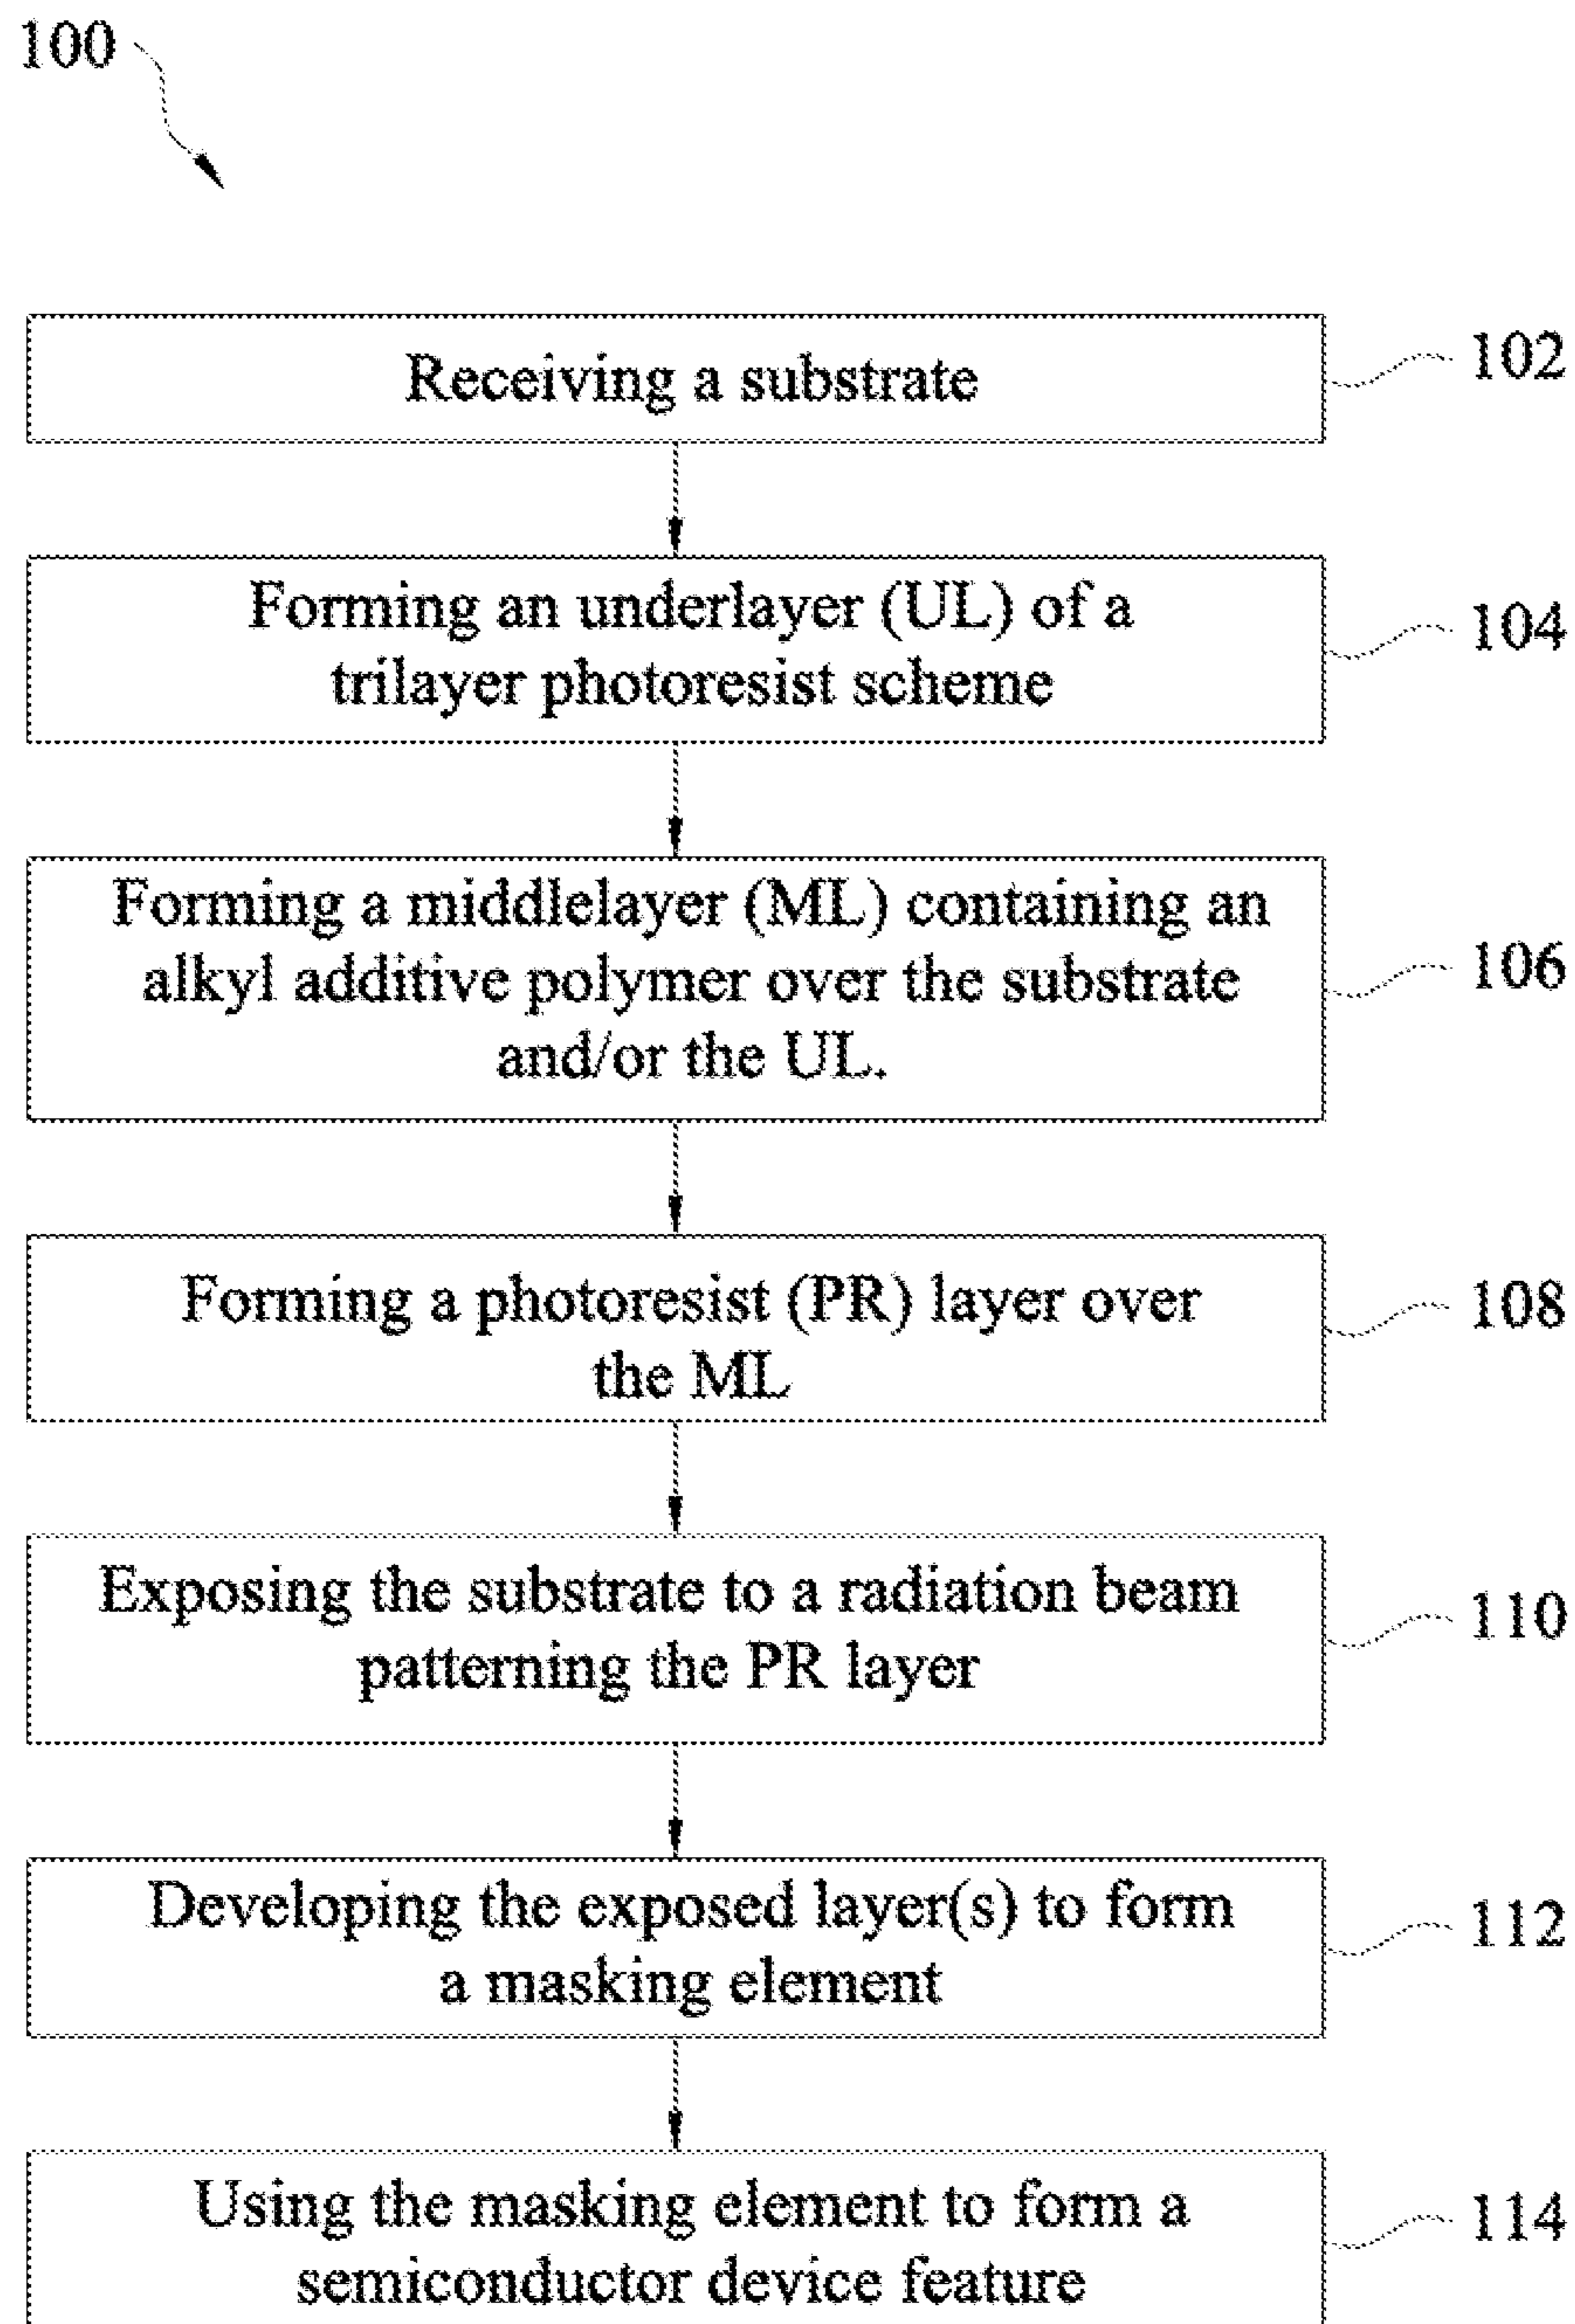 100
Receiving a substrate
102
Forming an underlayer (UL) of a
trilayer photoresist scheme
104
Forming a middlelayer (ML) containing an
alkyl additive polymer over the substrate
and/or the UL.
106
Forming a photoresist (PR) layer over
the ML
108
Exposing the substrate to a radiation beam
patterning the PR layer
110
Developing the exposed layer(s) to form
a masking element
112
Using the masking element to form a
semiconductor device feature
114